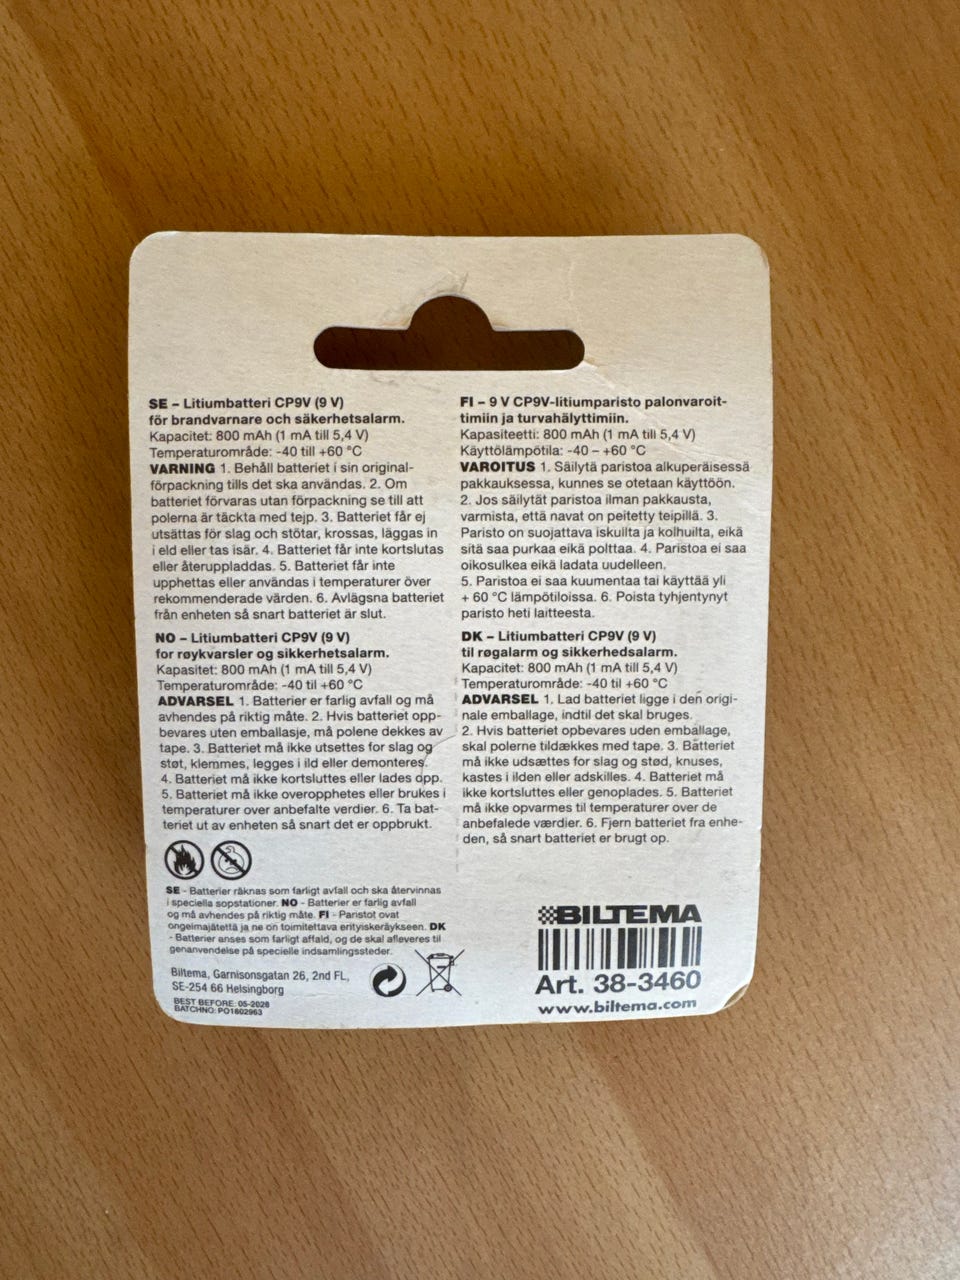 SE – Litiumbatteri CP9V (9 V)
för brandvarnare och säkerhetsalarm.
Kapacitet: 800 mAh (1 mA till 5,4 V)
Temperaturområde: -40 till +60 °C
VARNING 1. Behåll batteriet i sin original-
förpackning tills det ska användas. 2. Om
batteriet förvaras utan förpackning se till att
polerna är täckta med tejp. 3. Batteriet får ej
utsättas för slag och stötar, krossas, läggas in
i eld eller tas isär. 4. Batteriet får inte kortslutas
eller återuppladdas. 5. Batteriet får inte
upphettas eller användas i temperaturer över
rekommenderade värden. 6. Avlägsna batteriet
från enheten så snart batteriet är slut.
FI – 9 V CP9V-litiumparisto palonvaroit-
timiin ja turvahälyttimiin.
Kapasiteetti: 800 mAh (1 mA till 5,4 V)
Käyttölämpötila: -40 – +60 °C
VAROITUS 1. Säilytä paristoa alkuperäisessä
pakkauksessa, kunnes se otetaan käyttöön.
2. Jos säilytät paristoa ilman pakkausta,
varmista, että navat on peitetty teipillä. 3.
Paristo on suojattava iskuilta ja kolhuilta, eikä
sitä saa purkaa eikä polttaa. 4. Paristoa ei saa
oikosulkea eikä ladata uudelleen.
5. Paristoa ei saa kuumentaa tai käyttää yli
+ 60 °C lämpötiloissa. 6. Poista tyhjentynyt
paristo heti laitteesta.
NO – Litiumbatteri CP9V (9 V)
for røykvarsler og sikkerhetsalarm.
Kapasitet: 800 mAh (1 mA till 5,4 V)
Temperaturområde: -40 til +60 °C
ADVARSEL 1. Batterier er farlig avfall og må
avhendes på riktig måte. 2. Hvis batteriet opp-
bevares uten emballasje, må polene dekkes av
tape. 3. Batteriet må ikke utsettes for slag og
støt, klemmes, legges i ild eller demonteres.
4. Batteriet må ikke kortsluttes eller lades opp.
5. Batteriet må ikke overopphetes eller brukes i
temperaturer over anbefalte verdier. 6. Ta bat-
teriet ut av enheten så snart det er oppbrukt.
DK – Litiumbatteri CP9V (9 V)
til røgalarm og sikkerhedsalarm.
Kapacitet: 800 mAh (1 mA till 5,4 V)
Temperaturområde: -40 til +60 °C
ADVARSEL 1. Lad batteriet ligge i den origi-
nale emballage, indtil det skal bruges.
2. Hvis batteriet opbevares uden emballage,
skal polerne tildækkes med tape. 3. Batteriet
må ikke udsættes for slag og stød, knuses,
kastes i ilden eller adskilles. 4. Batteriet må
ikke kortsluttes eller genoplades. 5. Batteriet
må ikke opvarmes til temperaturer over de
anbefalede værdier. 6. Fjern batteriet fra enhe-
den, så snart batteriet er brugt op.
SE - Batterier räknas som farligt avfall och ska återvinnas
i speciella sopstationer. NO - Batterier er farlig avfall
og må avhendes på riktig måte. FI - Paristot ovat
ongelmajätettä ja ne on toimitettava erityiskeräykseen. DK
- Batterier anses som farligt affald, og de skal afleveres til
genanvendelse på specielle indsamlingssteder.
Biltema, Garnisonsgatan 26, 2nd FL,
SE-254 66 Helsingborg
BEST BEFORE: 05-2026
BATCHNO: PO1802963
BILTEMA
Art. 38-3460
www.biltema.com